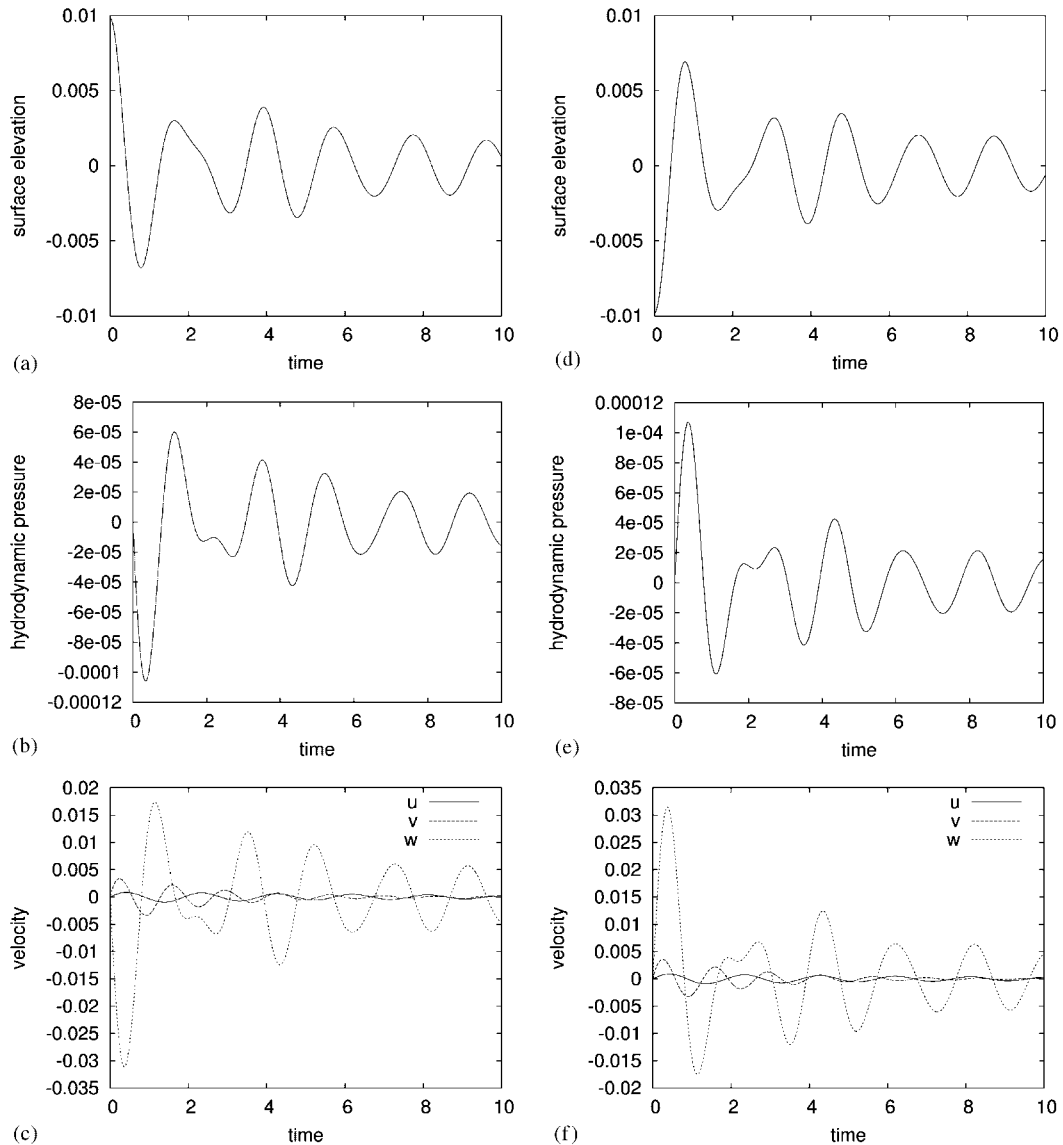 0.01
0.005
0
-0.005
-0.01
surface elevation
0 2 4 6 8 10
time
(a)
0.01
0.005
0
-0.005
-0.01
surface elevation
0 2 4 6 8 10
time
(d)
8e-05
6e-05
4e-05
2e-05
0
-2e-05
-4e-05
-6e-05
-8e-05
-0.0001
-0.00012
hydrodynamic pressure
0 2 4 6 8 10
time
(b)
0.00012
1e-04
8e-05
6e-05
4e-05
2e-05
0
-2e-05
-4e-05
-6e-05
-8e-05
hydrodynamic pressure
0 2 4 6 8 10
time
(e)
0.02
0.015
0.01
0.005
0
-0.005
-0.01
-0.015
-0.02
-0.025
-0.03
-0.035
velocity
u
v
w
0 2 4 6 8 10
time
(c)
0.035
0.03
0.025
0.02
0.015
0.01
0.005
0
-0.005
-0.01
-0.015
-0.02
velocity
u
v
w
0 2 4 6 8 10
time
(f)